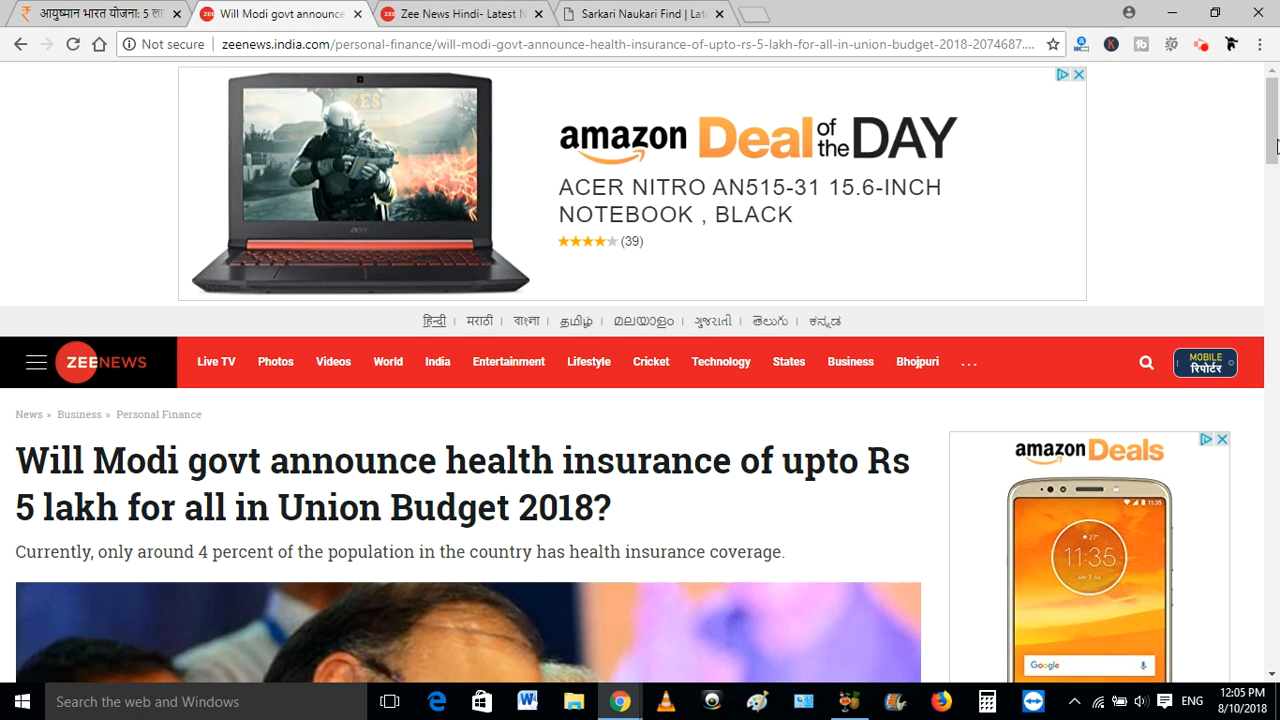 आयुष्मान भारत योजना: 5 ला
Will Modi govt announce
Zee News Hindi- Latest N
Sarkari Naukari Find | Lat
Not secure | zeenews.india.com/personal-finance/will-modi-govt-announce-health-insurance-of-upto-rs-5-lakh-for-all-in-union-budget-2018-2074687....
amazon Deal of the DAY
ACER NITRO AN515-31 15.6-INCH
NOTEBOOK , BLACK
(39)
acer
हिन्दी | मराठी | বাংলা | தமிழ் | മലയാളം | ગુજરાતી | తెలుగు | ಕನ್ನಡ
ZEENEWS
Live TV Photos Videos World India Entertainment Lifestyle Cricket Technology States Business Bhojpuri ...
MOBILE
रिपोर्टर
News » Business » Personal Finance
Will Modi govt announce health insurance of upto Rs
5 lakh for all in Union Budget 2018?
Currently, only around 4 percent of the population in the country has health insurance coverage.
amazon Deals
11:35
27°
11:35
Google
Search the web and Windows
ENG
12:05 PM
8/10/2018